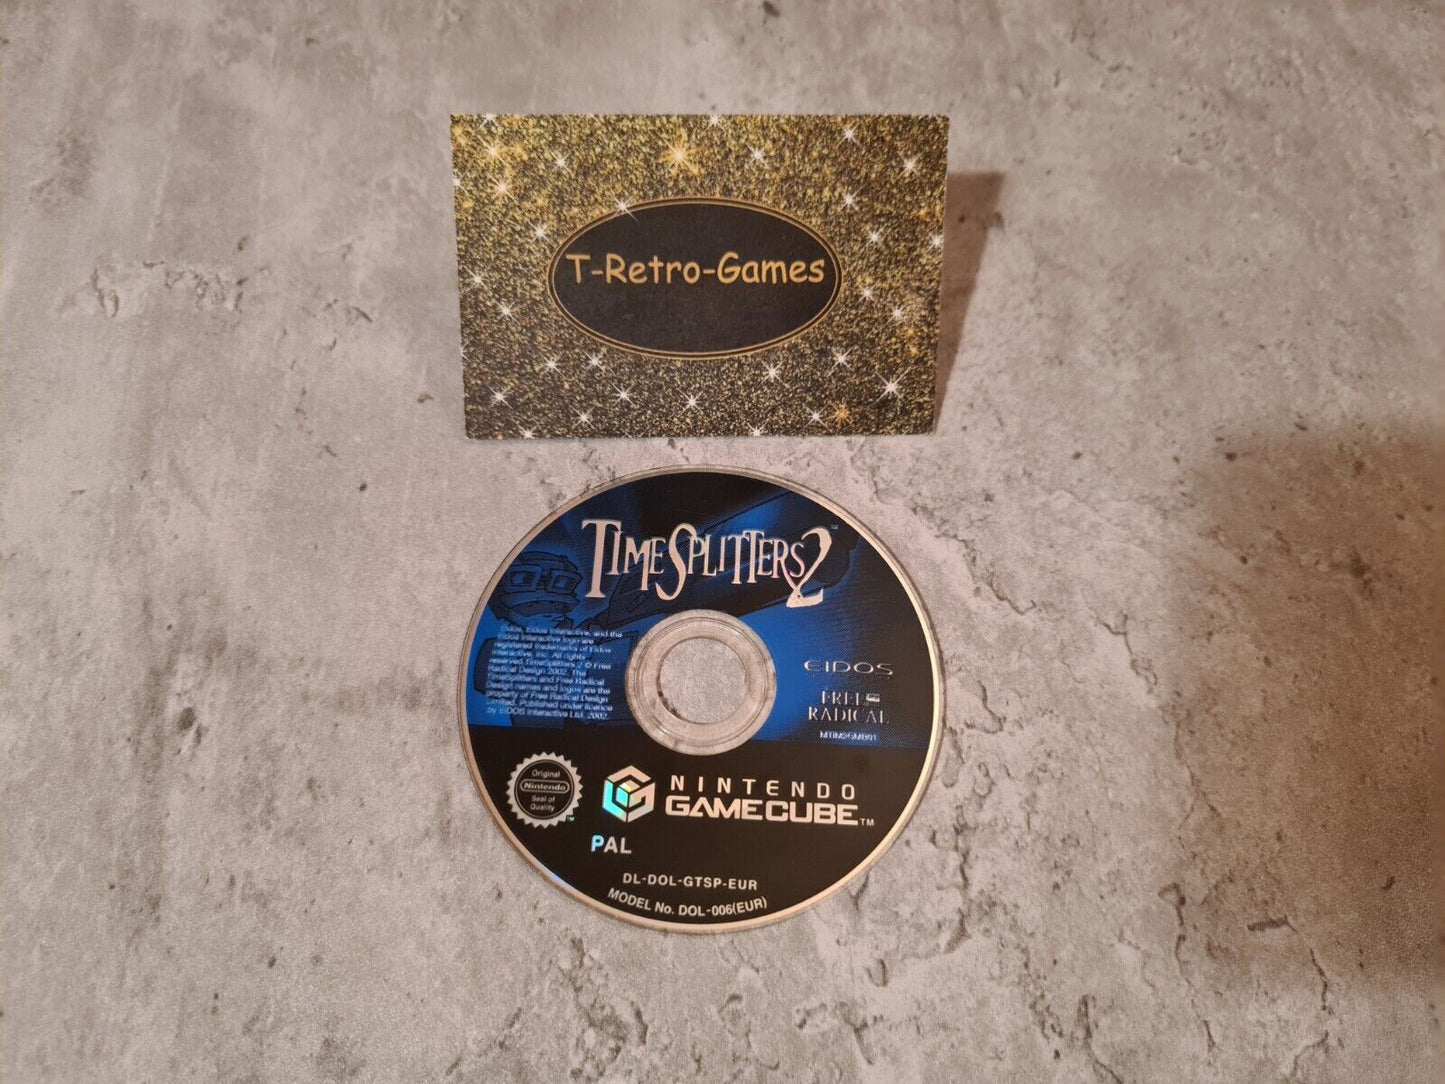 T-Retro-Games
TIMESPLITTERS 2™
Eidos, Eidos Interactive, and the
Eidos Interactive logo are
registered trademarks of Eidos
Interactive, Inc. All rights
reserved. TimeSplitters 2 © Free
Radical Design 2002. The
TimeSplitters and Free Radical
Design names and logos are the
property of Free Radical Design
Limited. Published under licence
by EIDOS Interactive Ltd. 2002.
EIDOS
FREE
RADICAL
Original
Nintendo
Seal of
Quality
™
NINTENDO
GAMECUBE™
PAL
DL-DOL-GTSP-EUR
MODEL No. DOL-006(EUR)